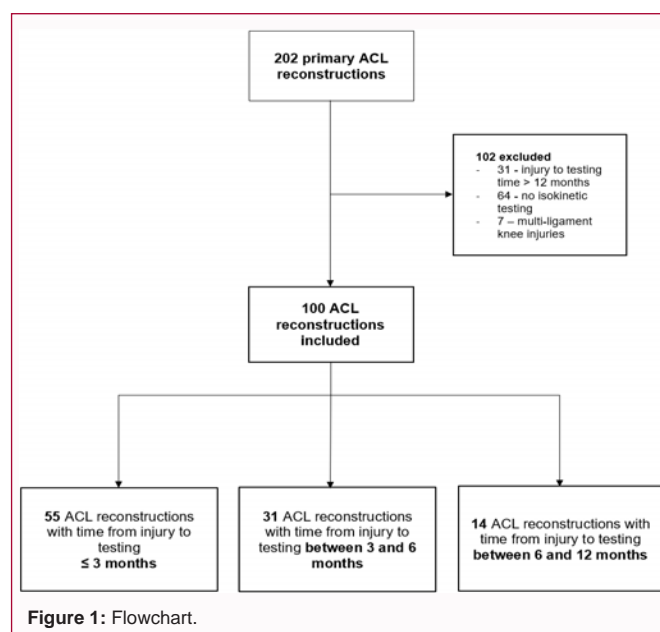 202 primary ACL
reconstructions
102 excluded
- 31 - injury to testing
time > 12 months
- 64 - no isokinetic
testing
- 7 – multi-ligament
knee injuries
100 ACL
reconstructions
included
55 ACL reconstructions
with time from injury to
testing
≤ 3 months
31 ACL reconstructions
with time from injury to
testing between 3 and 6
months
14 ACL reconstructions with
time from injury to testing
between 6 and 12 months
Figure 1: Flowchart.